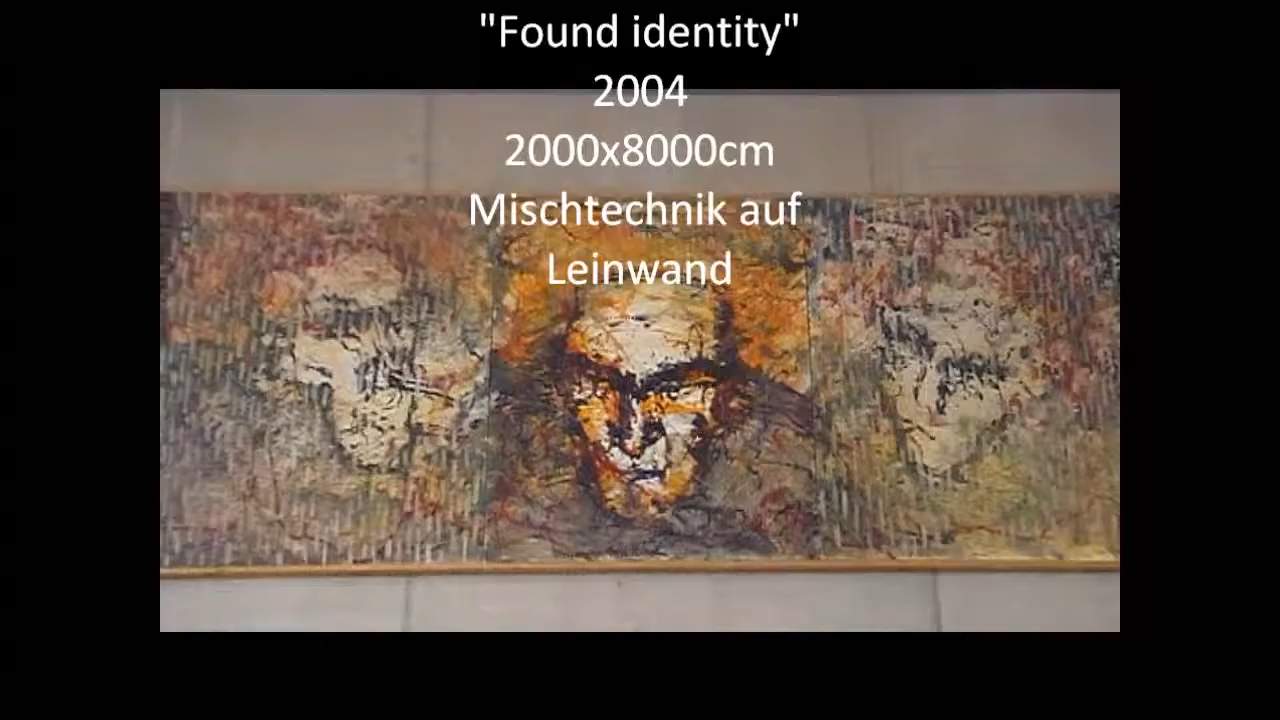 "Found identity"
2004
2000x8000cm
Mischtechnik auf
Leinwand